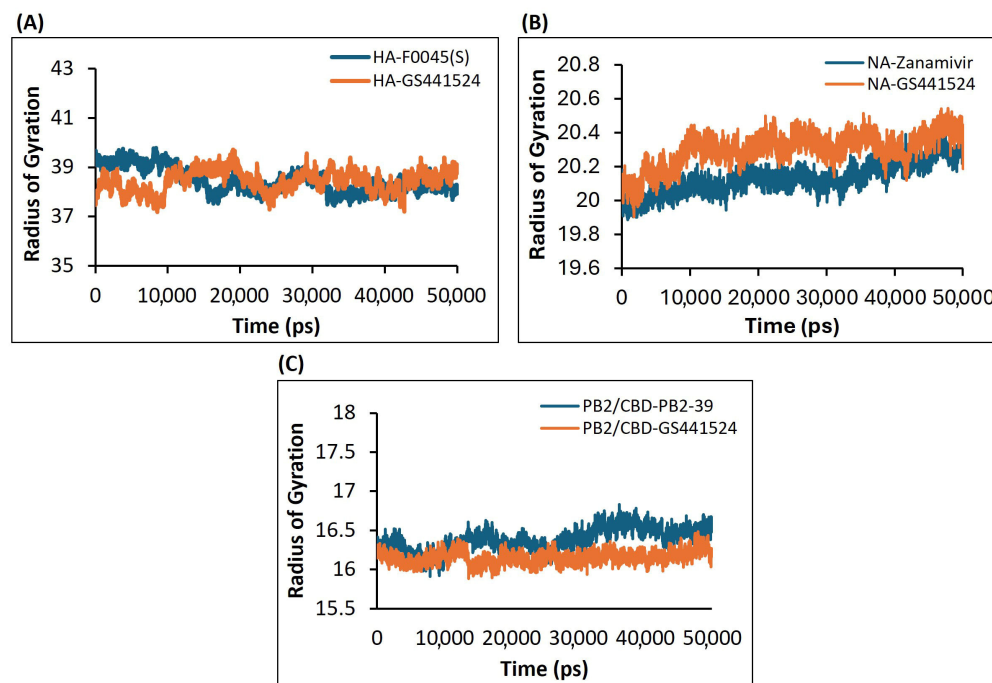 (A)
HA-F0045(S)
HA-GS441524
43
41
39
37
35
Radius of Gyration
0 10,000 20,000 30,000 40,000 50,000
Time (ps)
(B)
NA-Zanamivir
NA-GS441524
20.8
20.6
20.4
20.2
20
19.8
19.6
Radius of Gyration
0 10,000 20,000 30,000 40,000 50,000
Time (ps)
(C)
PB2/CBD-PB2-39
PB2/CBD-GS441524
18
17.5
17
16.5
16
15.5
Radius of Gyration
0 10,000 20,000 30,000 40,000 50,000
Time (ps)